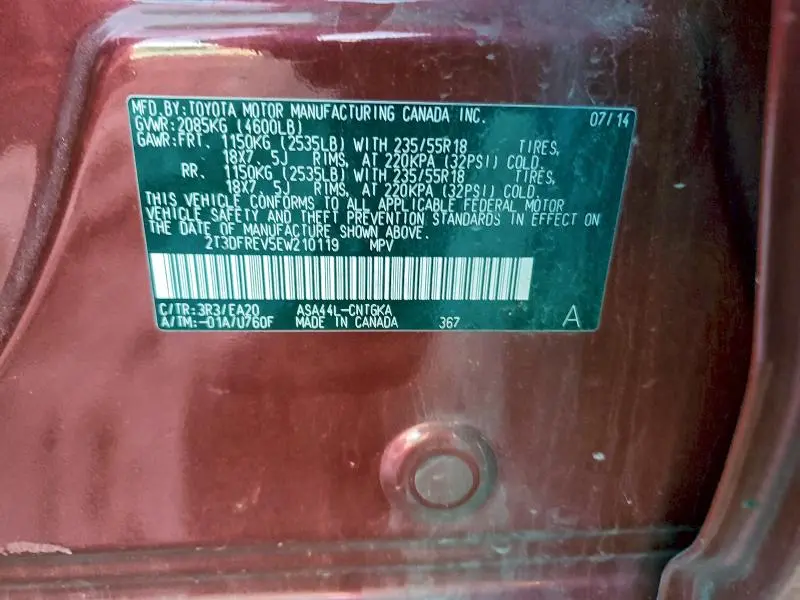 MFD.BY:TOYOTA MOTOR MANUFACTURING CANADA INC. 07/14
GVWR:2085KG (4600LB)
GAWR:FRT. 1150KG (2535LB) WITH 235/55R18 TIRES,
18X7.5J RIMS, AT 220KPA (32PSI) COLD.
RR. 1150KG (2535LB) WITH 235/55R18 TIRES,
18X7.5J RIMS, AT 220KPA (32PSI) COLD.
THIS VEHICLE CONFORMS TO ALL APPLICABLE FEDERAL MOTOR
VEHICLE SAFETY AND THEFT PREVENTION STANDARDS IN EFFECT ON
THE DATE OF MANUFACTURE SHOWN ABOVE.
2T3DFREV5EW210119 MPV
C/TR:3R3/EA20 ASA44L-CNTGKA
A/TM:-01A/U760F MADE IN CANADA 367 A